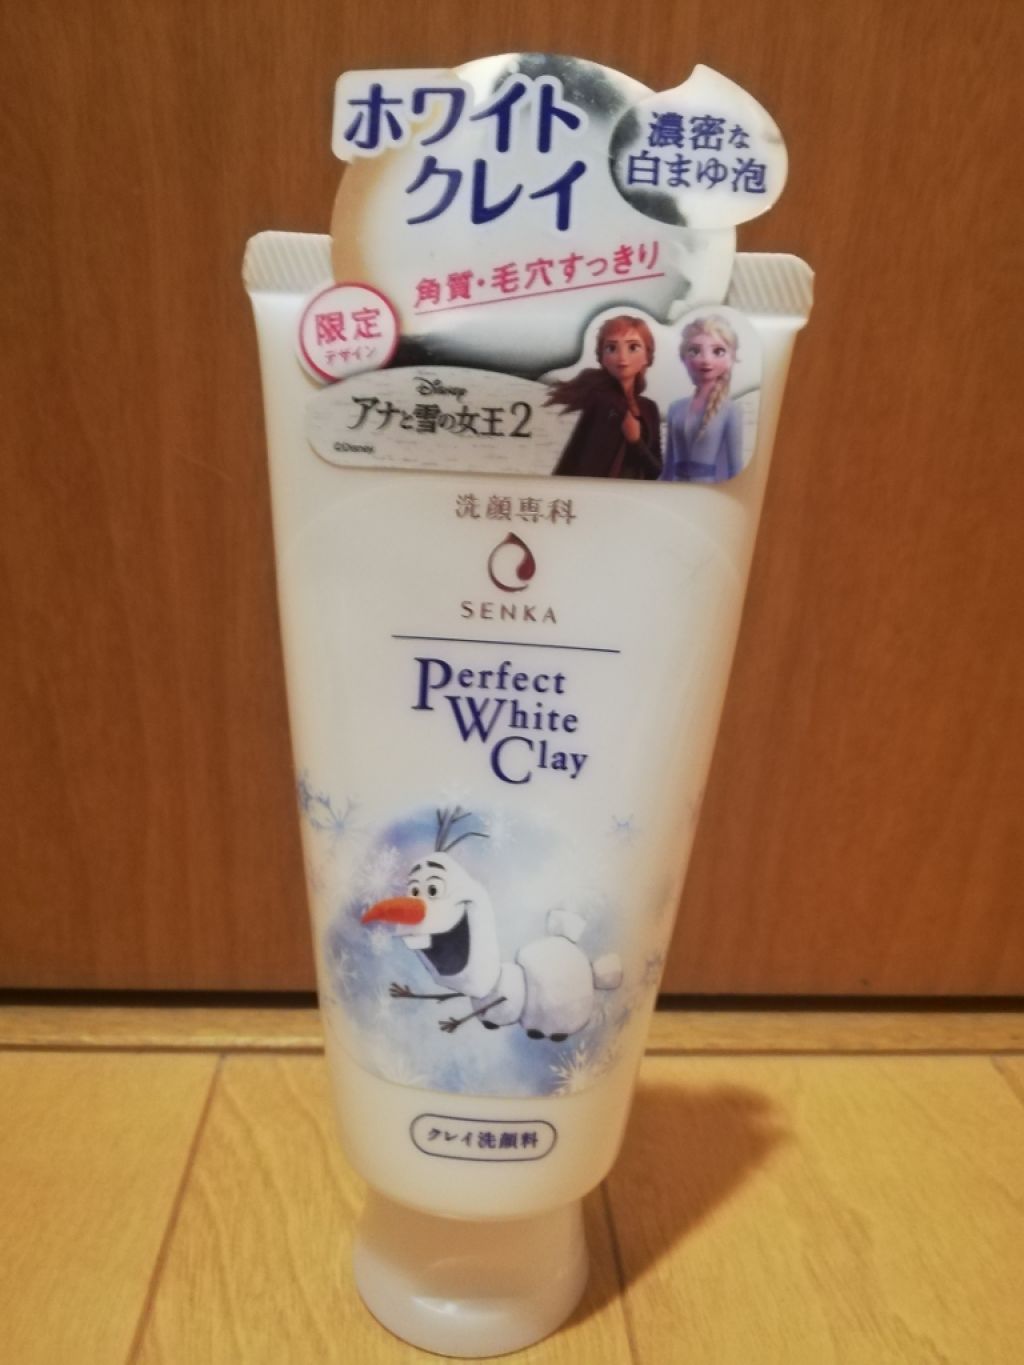 ホワイト
クレイ
濃密な
白まゆ泡
角質・毛穴すっきり
限定
デザイン
Disney
アナと雪の女王2
©Disney
洗顔専科
SENKA
Perfect
White
Clay
クレイ洗顔料